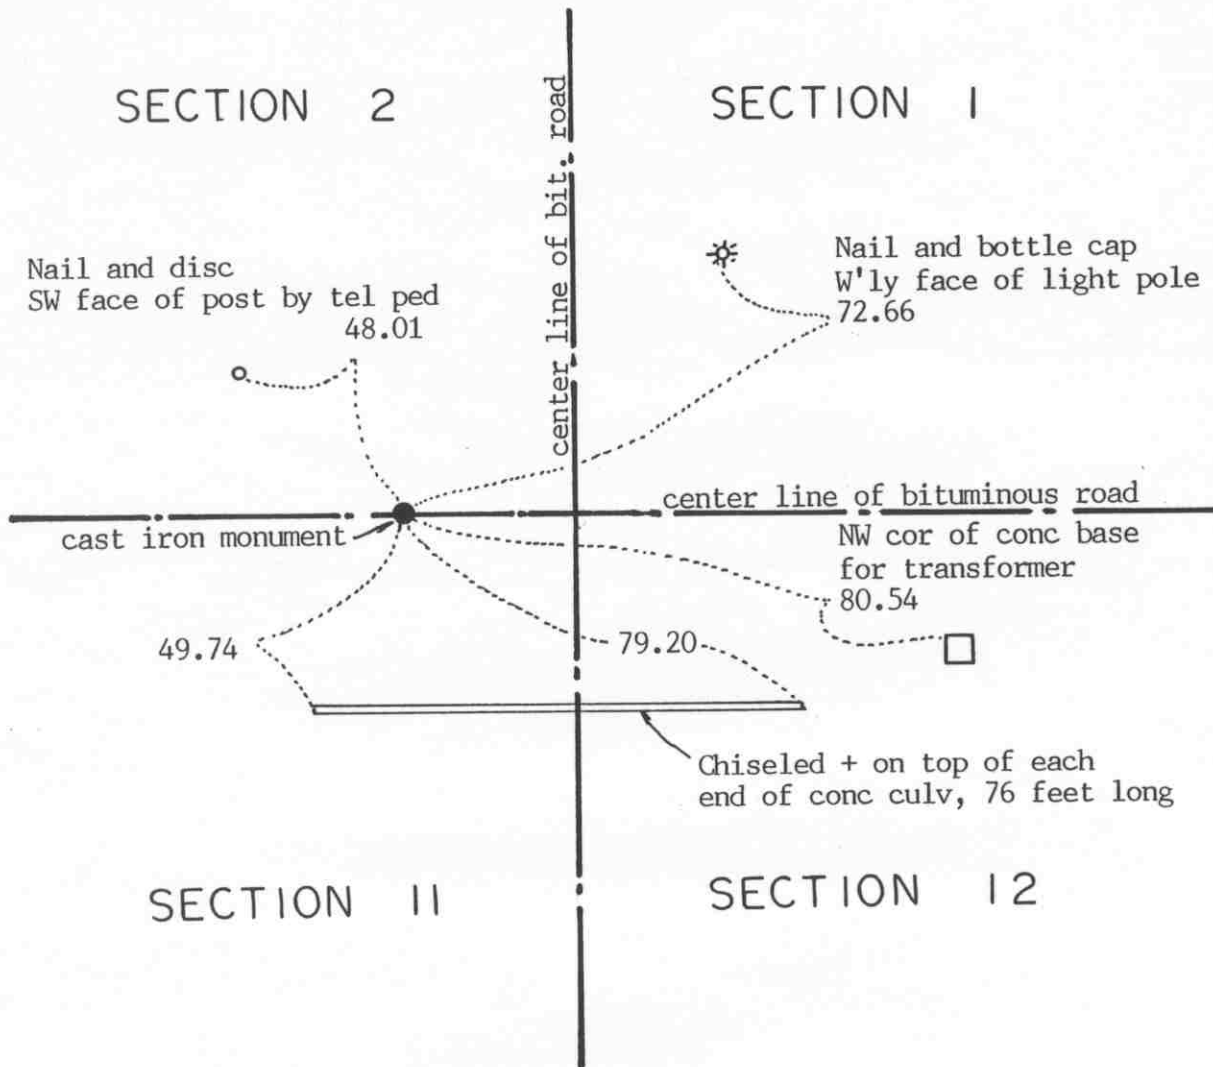 SECTION 2
SECTION 1
center line of bit. road
Nail and disc
SW face of post by tel ped
48.01
Nail and bottle cap
W'ly face of light pole
72.66
center line of bituminous road
cast iron monument
NW cor of conc base
for transformer
80.54
49.74
79.20
Chiseled + on top of each
end of conc culv, 76 feet long
SECTION 11
SECTION 12